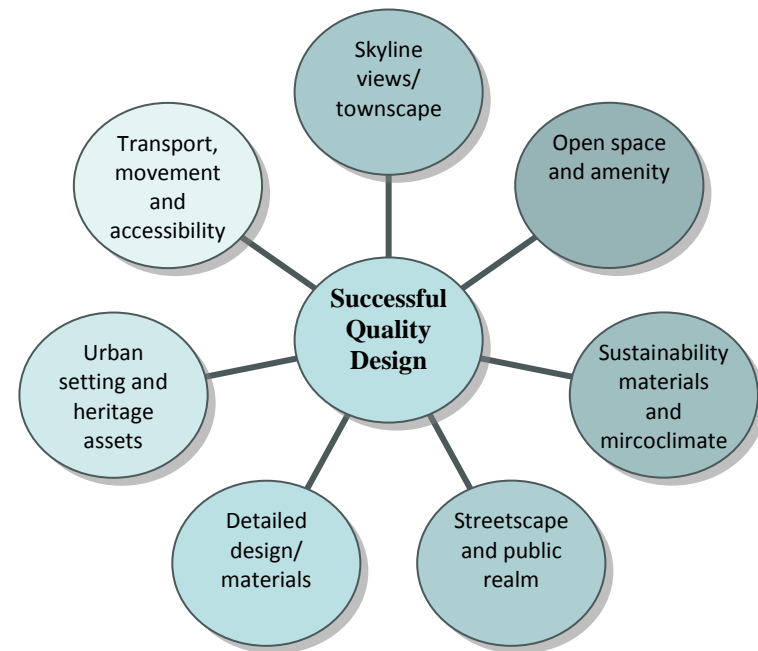 Skyline
views/
townscape
Open space
and amenity
Sustainability
materials
and
mircoclimate
Streetscape
and public
realm
Detailed
design/
materials
Urban
setting and
heritage
assets
Transport,
movement
and
accessibility
Successful
Quality
Design